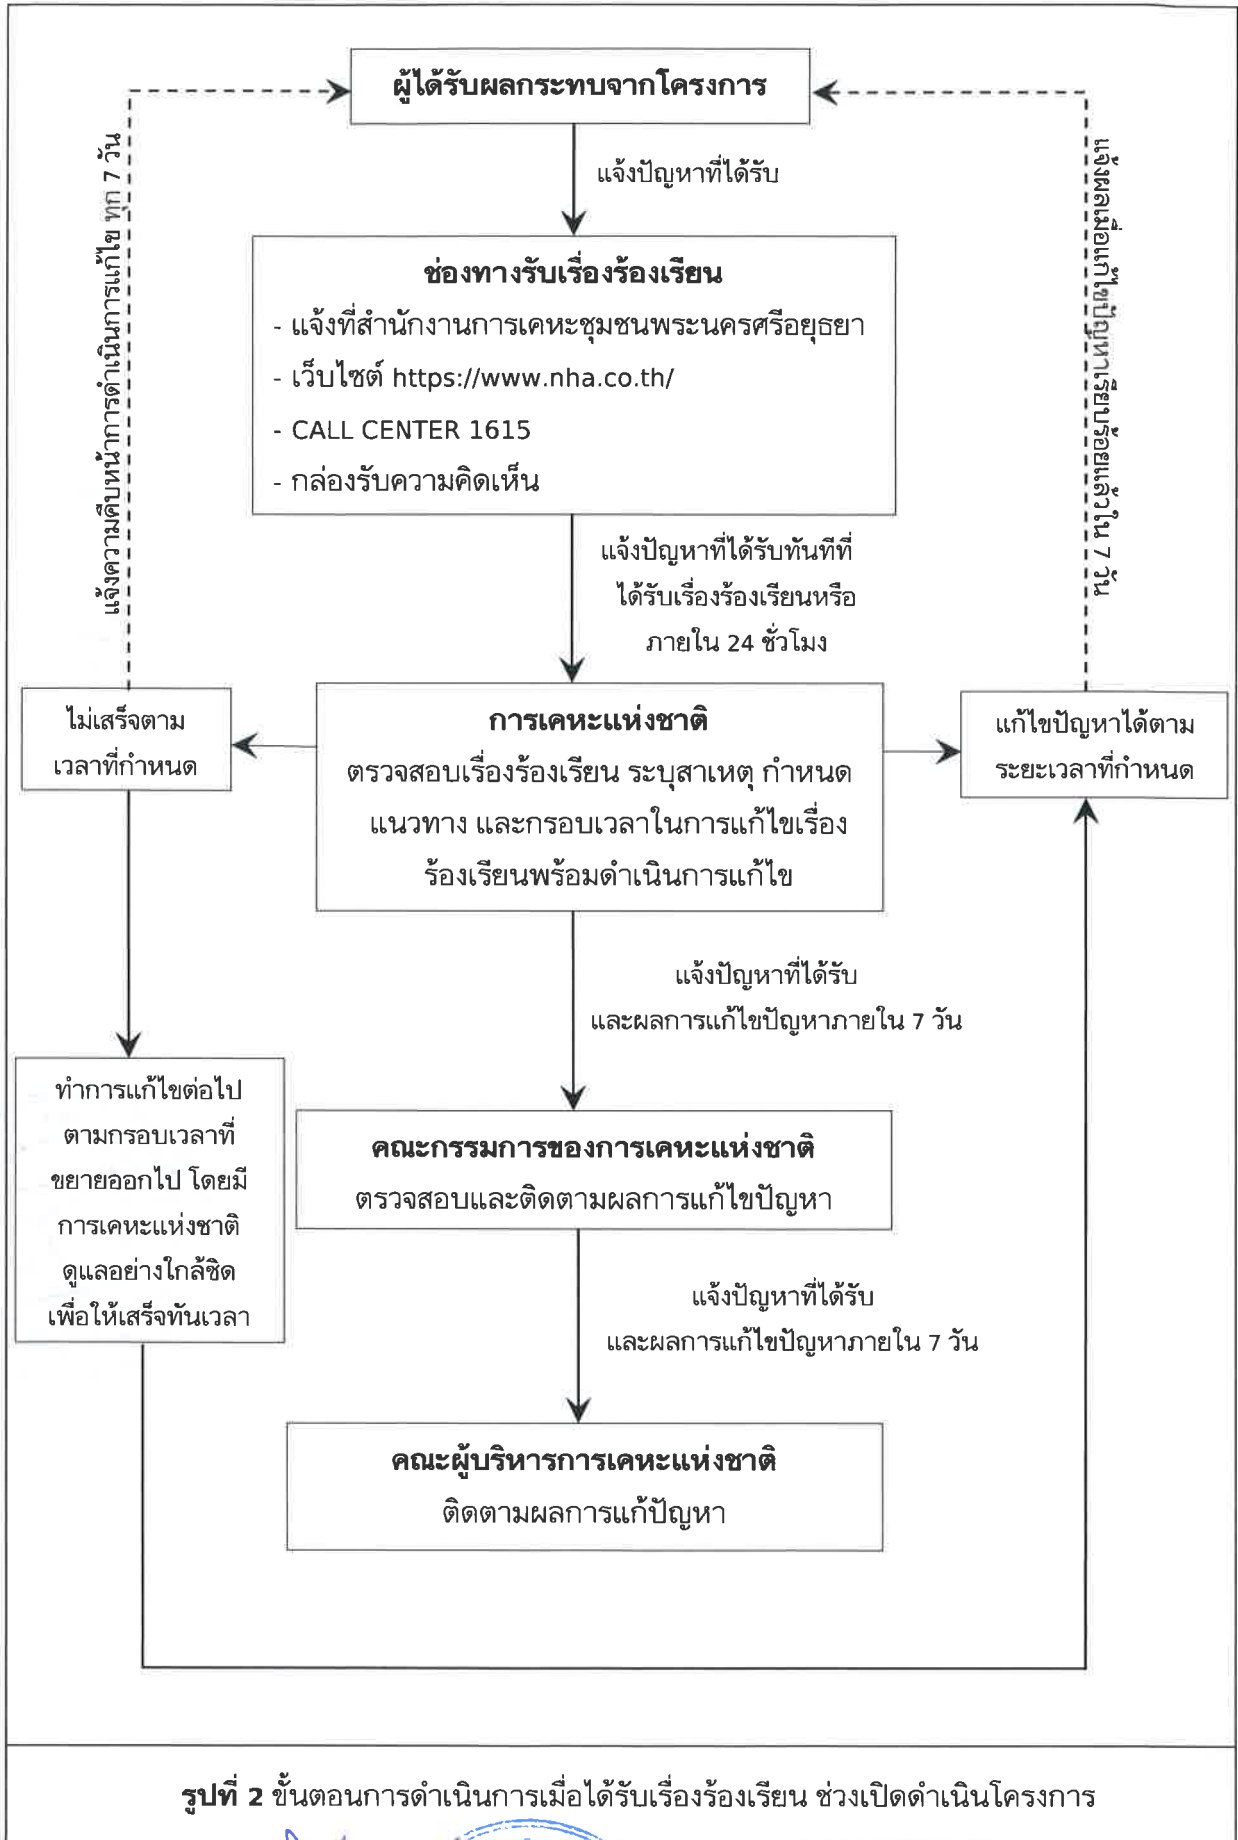 ผู้ได้รับผลกระทบจากโครงการ
แจ้งปัญหาที่ได้รับ
ช่องทางรับเรื่องร้องเรียน
- แจ้งที่สำนักงานการเคหะชุมชนพระนครศรีอยุธยา
- เว็บไซต์ https://www.nha.co.th/
- CALL CENTER 1615
- กล่องรับความคิดเห็น
แจ้งความคืบหน้าการดำเนินการแก้ไข ทุก 7 วัน
แจ้งผลเมื่อแก้ไขปัญหาเรียบร้อยแล้วใน 7 วัน
แจ้งปัญหาที่ได้รับทันทีที่
ได้รับเรื่องร้องเรียนหรือ
ภายใน 24 ชั่วโมง
ไม่เสร็จตาม
เวลาที่กำหนด
การเคหะแห่งชาติ
ตรวจสอบเรื่องร้องเรียน ระบุสาเหตุ กำหนด
แนวทาง และกรอบเวลาในการแก้ไขเรื่อง
ร้องเรียนพร้อมดำเนินการแก้ไข
แก้ไขปัญหาได้ตาม
ระยะเวลาที่กำหนด
แจ้งปัญหาที่ได้รับ
และผลการแก้ไขปัญหาภายใน 7 วัน
ทำการแก้ไขต่อไป
ตามกรอบเวลาที่
ขยายออกไป โดยมี
การเคหะแห่งชาติ
ดูแลอย่างใกล้ชิด
เพื่อให้เสร็จทันเวลา
คณะกรรมการของการเคหะแห่งชาติ
ตรวจสอบและติดตามผลการแก้ไขปัญหา
แจ้งปัญหาที่ได้รับ
และผลการแก้ไขปัญหาภายใน 7 วัน
คณะผู้บริหารการเคหะแห่งชาติ
ติดตามผลการแก้ปัญหา
รูปที่ 2 ขั้นตอนการดำเนินการเมื่อได้รับเรื่องร้องเรียน ช่วงเปิดดำเนินโครงการ